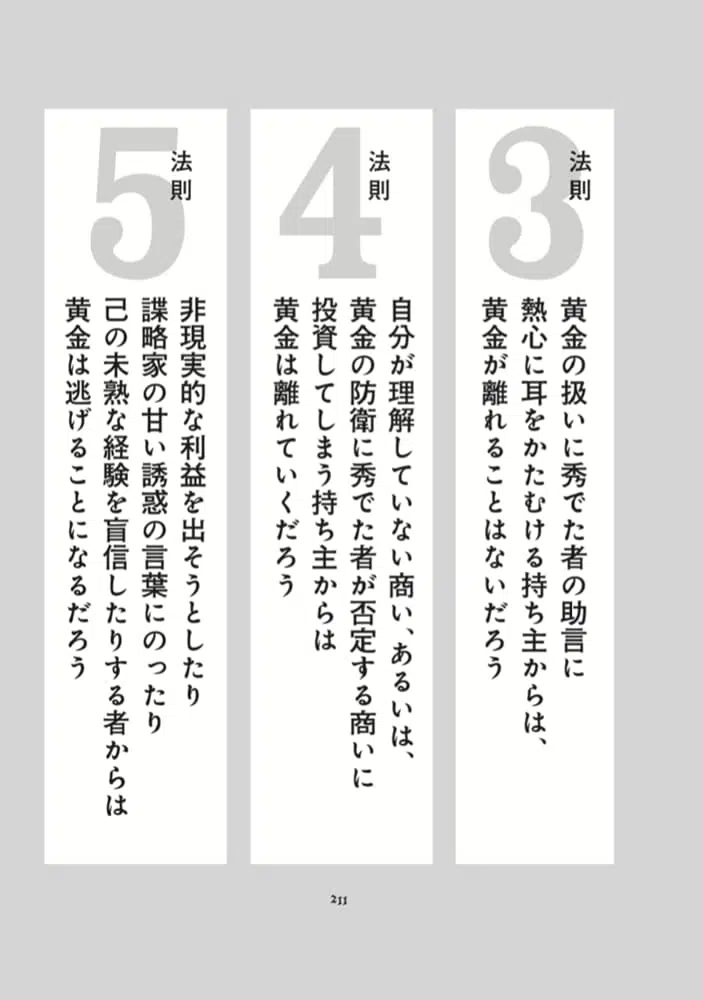 法則
3
黄金の扱いに秀でた者の助言に
熱心に耳をかたむける持ち主からは、
黄金が離れることはないだろう
法則
4
自分が理解していない商い、あるいは、
黄金の防衛に秀でた者が否定する商いに
投資してしまう持ち主からは
黄金は離れていくだろう
法則
5
非現実的な利益を出そうとしたり
謀略家の甘い誘惑の言葉にのったり
己の未熟な経験を盲信したりする者からは
黄金は逃げることになるだろう
211